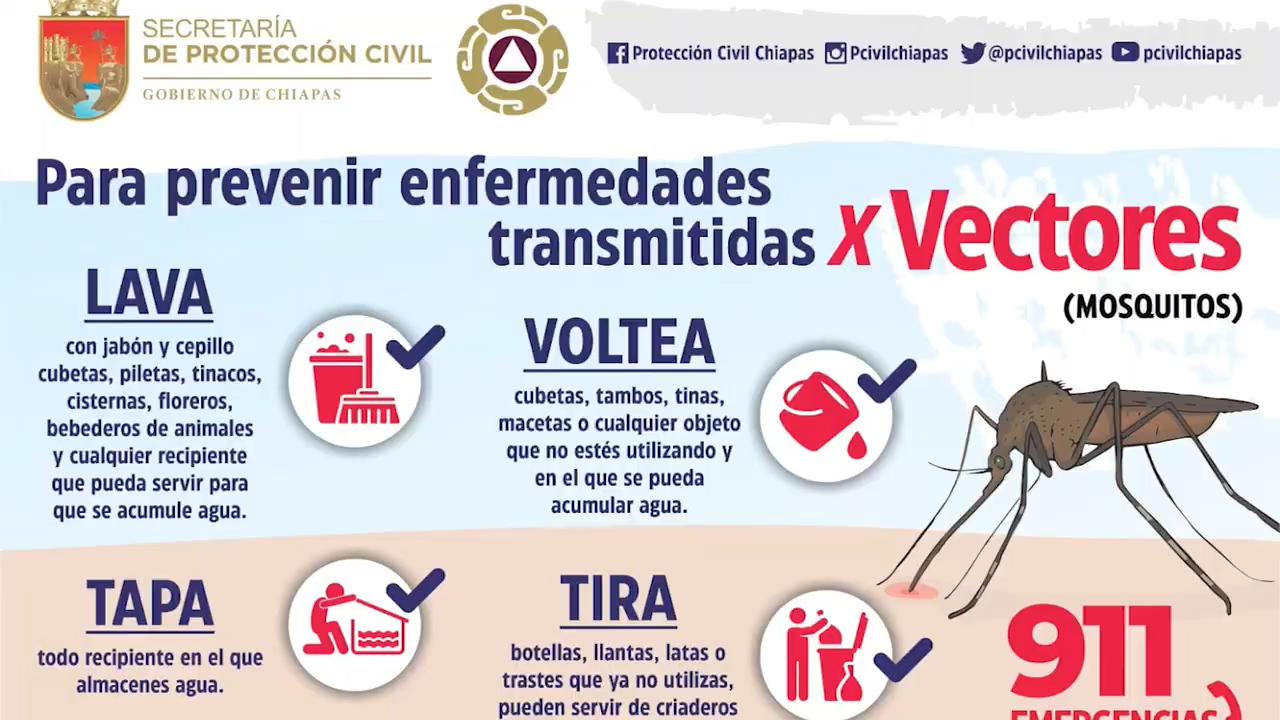 SECRETARÍA
DE PROTECCIÓN CIVIL
GOBIERNO DE CHIAPAS
Protección Civil Chiapas Pcivilchiapas @pcivilchiapas pcivilchiapas
Para prevenir enfermedades
transmitidas X Vectores
(MOSQUITOS)
LAVA
con jabón y cepillo
cubetas, piletas, tinacos,
cisternas, floreros,
bebederos de animales
y cualquier recipiente
que pueda servir para
que se acumule agua.
VOLTEA
cubetas, tambos, tinas,
macetas o cualquier objeto
que no estés utilizando y
en el que se pueda
acumular agua.
TAPA
todo recipiente en el que
almacenes agua.
TIRA
botellas, llantas, latas o
trastes que ya no utilizas,
pueden servir de criaderos
911
EMERGENCIAS